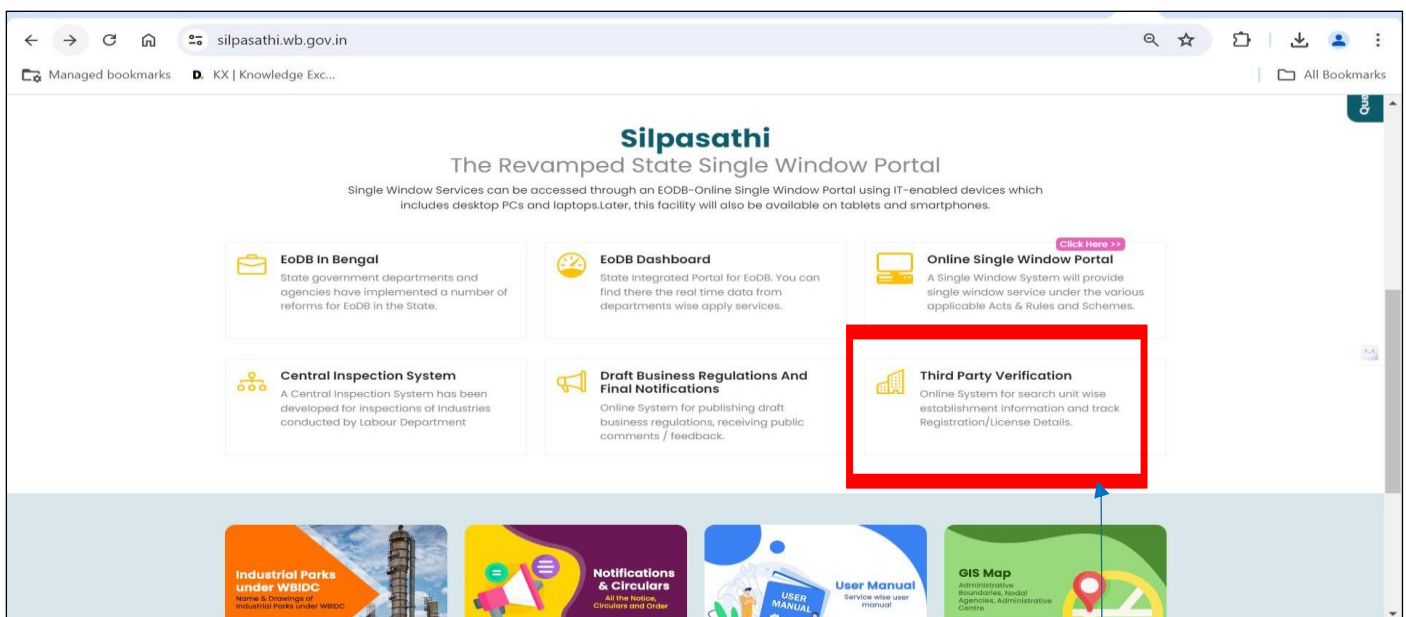 silpasathi.wb.gov.in
Managed bookmarks D. KX | Knowledge Exc... All Bookmarks
Que
Silpasathi
The Revamped State Single Window Portal
Single Window Services can be accessed through an EODB-Online Single Window Portal using IT-enabled devices which
includes desktop PCs and laptops.Later, this facility will also be available on tablets and smartphones.
EoDB In Bengal
State government departments and
agencies have implemented a number of
reforms for EoDB in the State.
EoDB Dashboard
State Integrated Portal for EoDB. You can
find there the real time data from
departments wise apply services.
Click Here >>
Online Single Window Portal
A Single Window System will provide
single window service under the various
applicable Acts & Rules and Schemes.
Central Inspection System
A Central Inspection System has been
developed for inspections of Industries
conducted by Labour Department
Draft Business Regulations And
Final Notifications
Online System for publishing draft
business regulations, receiving public
comments / feedback.
Third Party Verification
Online System for search unit wise
establishment information and track
Registration/License Details.
Industrial Parks
under WBIDC
Name & Drawings of
Industrial Parks under WBIDC
Notifications
& Circulars
All the Notice,
Circulars and Order
USER
MANUAL
User Manual
Service wise user
manual
GIS Map
Administrative
Boundaries, Nodal
Agencies, Administrative
Centre